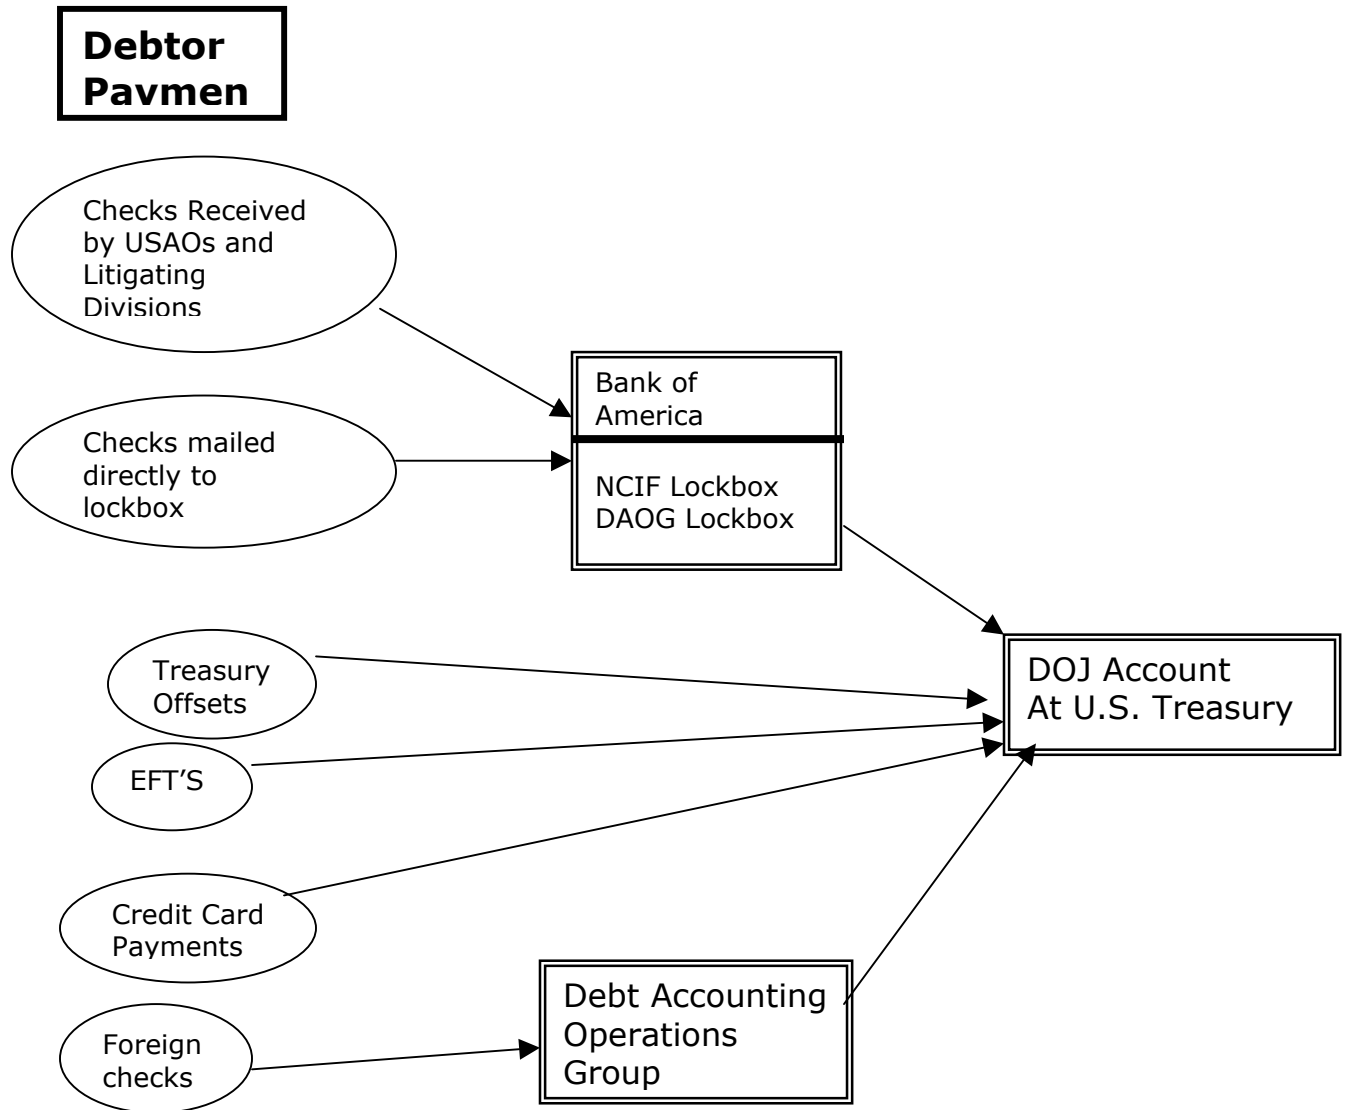 Debtor
Pavmen
Checks Received
by USAOs and
Litigating
Divisions
Bank of
America
Checks mailed
directly to
lockbox
NCIF Lockbox
DAOG Lockbox
Treasury
Offsets
DOJ Account
At U.S. Treasury
EFT'S
Credit Card
Payments
Debt Accounting
Operations
Group
Foreign
checks